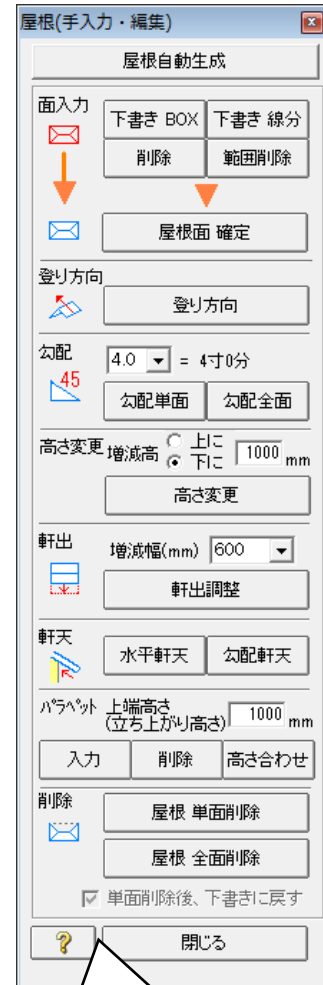 屋根(手入力・編集)
屋根自動生成
面入力
下書き BOX 下書き 線分
削除 範囲削除
屋根面 確定
登り方向
登り方向
勾配
4.0 = 4寸0分
45
勾配単面 勾配全面
高さ変更 増減高 上に 下に 1000 mm
高さ変更
軒出 増減幅(mm) 600
軒出調整
軒天
水平軒天 勾配軒天
パラペット 上端高さ
(立ち上がり高さ) 1000 mm
入力 削除 高さ合わせ
削除
屋根 単面削除
屋根 全面削除
単面削除後、下書きに戻す
? 閉じる